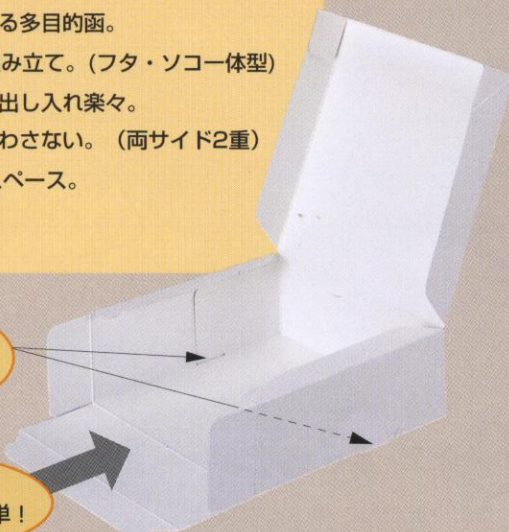 る多目的函。
み立て。(フタ・ソコ一体型)
出し入れ楽々。
わさない。（両サイド2重）
ペース。
単！